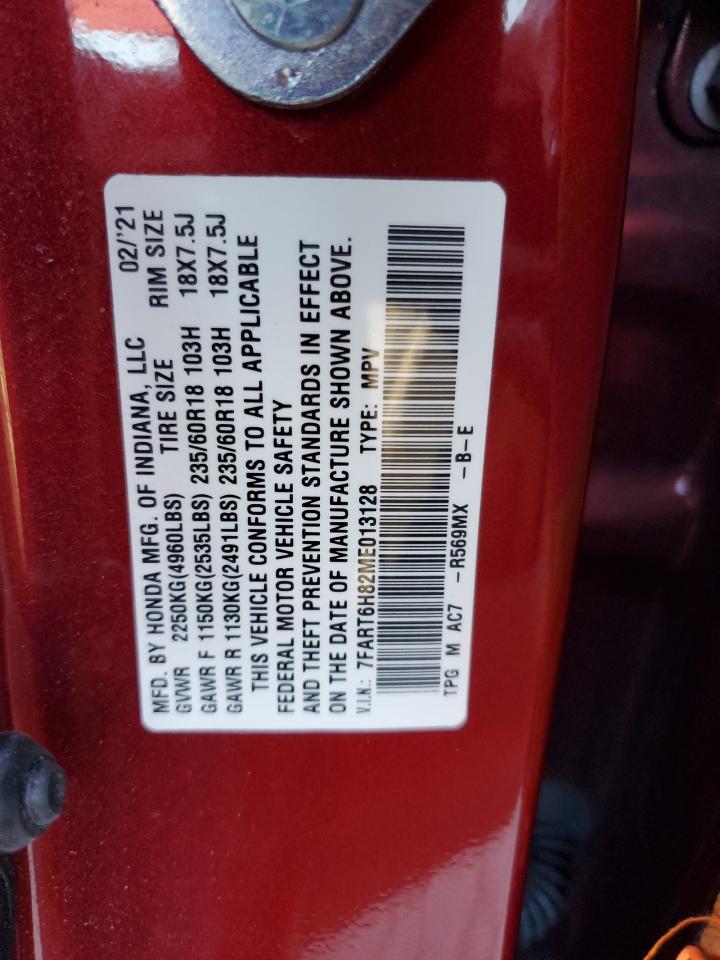 MFD. BY HONDA MFG. OF INDIANA, LLC 02/'21
GVWR 2250KG(4960LBS) TIRE SIZE RIM SIZE
GAWR F 1150KG(2535LBS) 235/60R18 103H 18X7.5J
GAWR R 1130KG(2491LBS) 235/60R18 103H 18X7.5J
THIS VEHICLE CONFORMS TO ALL APPLICABLE
FEDERAL MOTOR VEHICLE SAFETY
AND THEFT PREVENTION STANDARDS IN EFFECT
ON THE DATE OF MANUFACTURE SHOWN ABOVE.
V.I.N.: 7FART6H82ME013128 TYPE: MPV
TPG M AC7 -R569MX -B-E